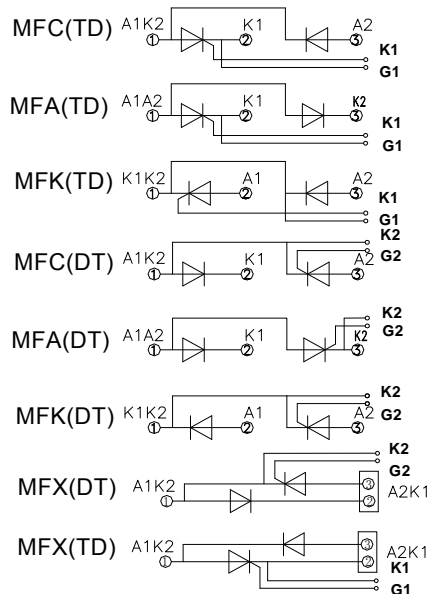 MFC(TD) A1K2 1 K1 2 A2 3 K1 G1
MFA(TD) A1A2 1 K1 2 K2 3 K1 G1
MFK(TD) K1K2 1 A1 2 A2 3 K1 G1
MFC(DT) A1K2 1 K1 2 A2 3 K2 G2
MFA(DT) A1A2 1 K1 2 K2 3 K2 G2
MFK(DT) K1K2 1 A1 2 A2 3 K2 G2
MFX(DT) A1K2 1 K2 G2 3 2 A2K1
MFX(TD) A1K2 1 3 2 A2K1 K1 G1